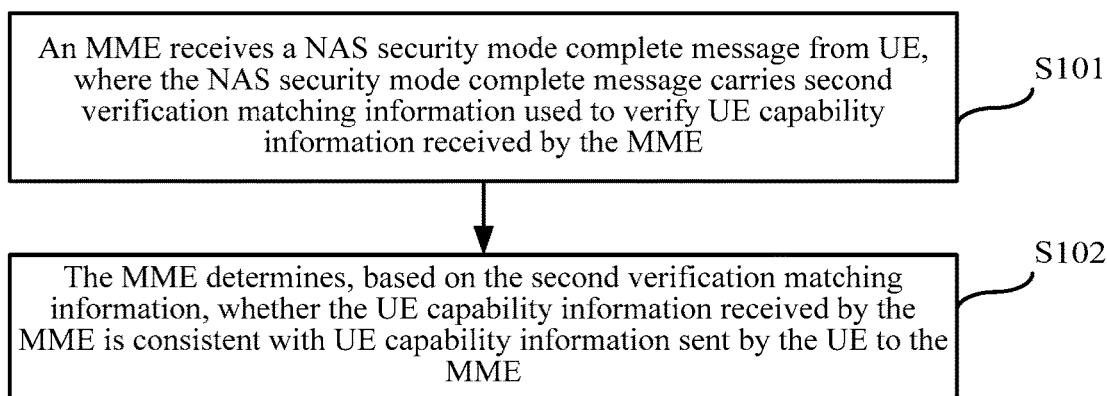 An MME receives a NAS security mode complete message from UE,
where the NAS security mode complete message carries second
verification matching information used to verify UE capability
information received by the MME
S101
The MME determines, based on the second verification matching
information, whether the UE capability information received by the
MME is consistent with UE capability information sent by the UE to the
MME
S102